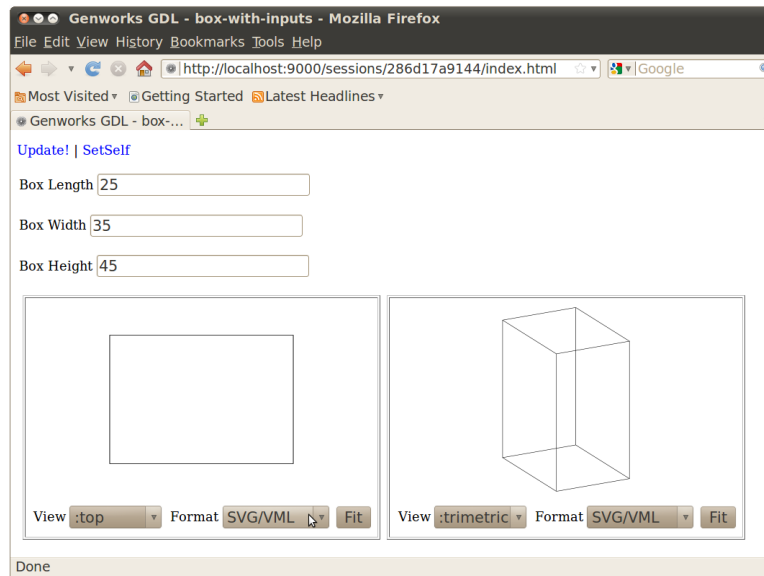 Genworks GDL - box-with-inputs - Mozilla Firefox
File Edit View History Bookmarks Tools Help
http://localhost:9000/sessions/286d17a9144/index.html Google
Most Visited Getting Started Latest Headlines
Genworks GDL - box-...
Update! | SetSelf
Box Length 25
Box Width 35
Box Height 45
View :top Format SVG/VML Fit View :trimetric Format SVG/VML Fit
Done